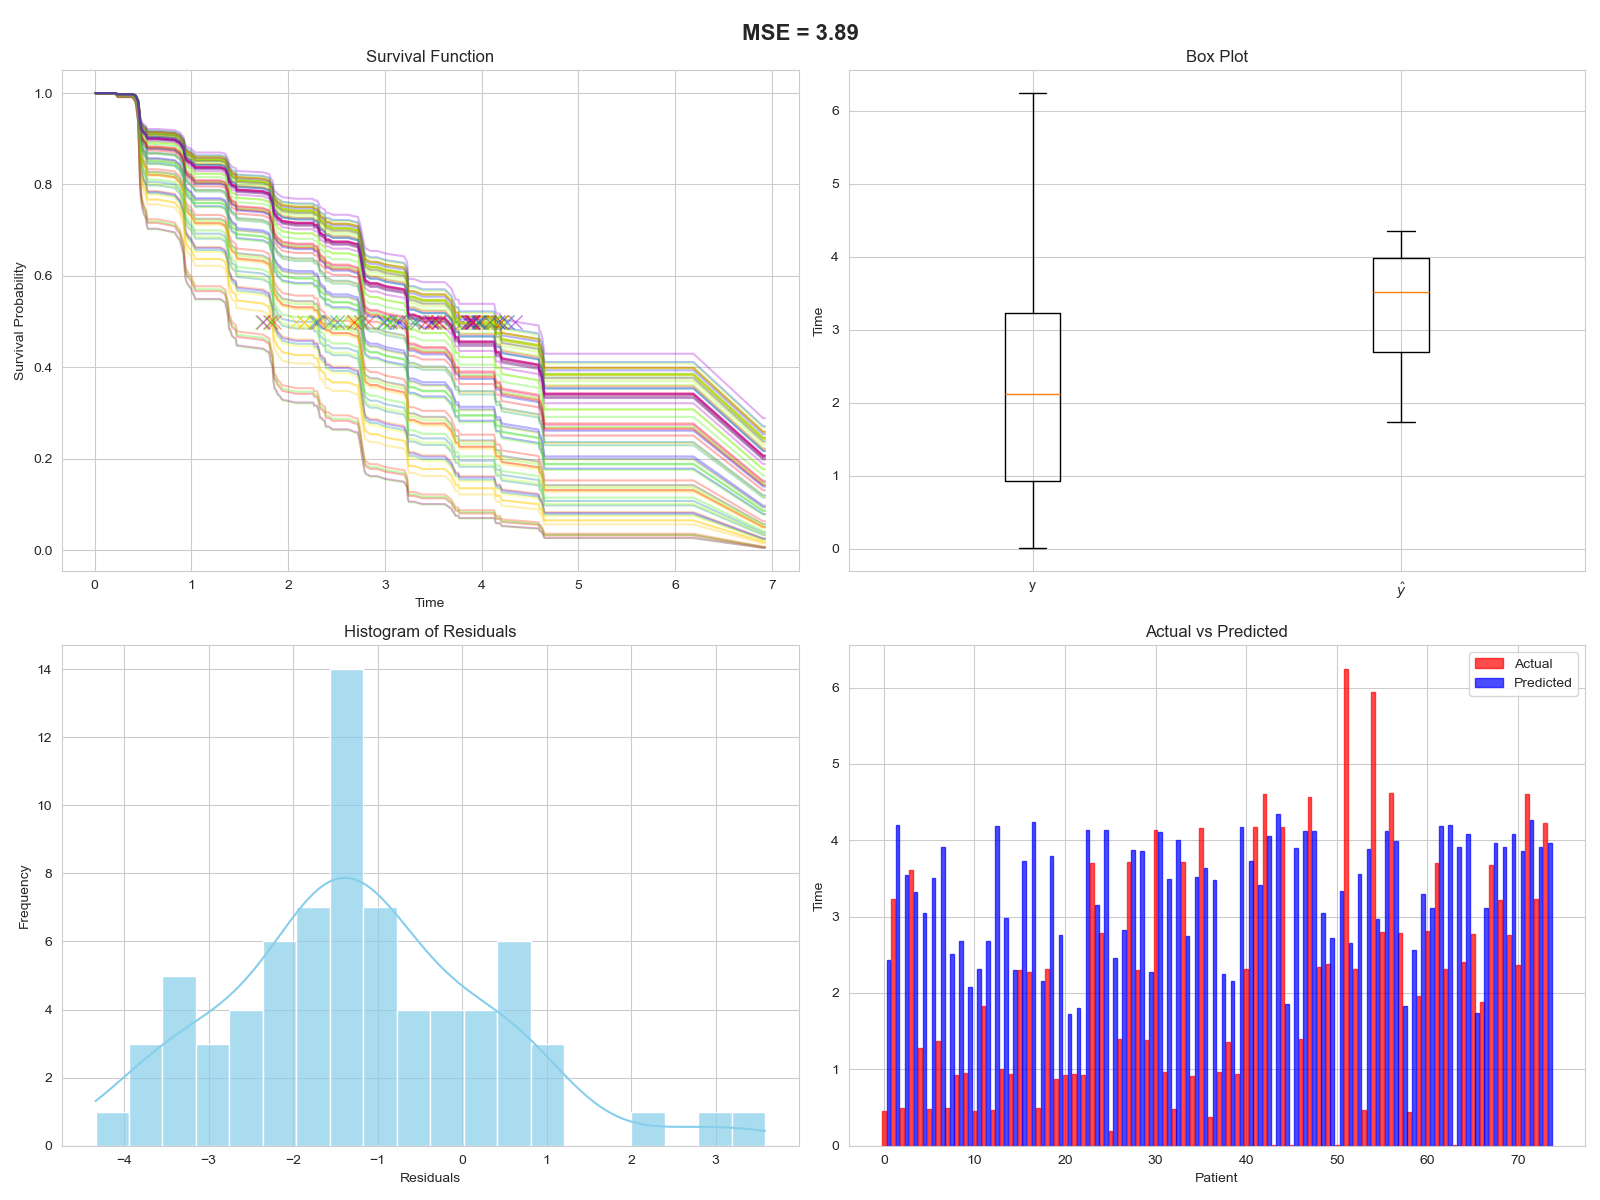 MSE = 3.89
Survival Function
1.0
0.8
0.6
0.4
0.2
0.0
Survival Probability
0 1 2 3 4 5 6 7
Time
Box Plot
6
5
4
3
2
1
0
Time
y ŷ
Histogram of Residuals
14
12
10
8
6
4
2
0
Frequency
−4 −3 −2 −1 0 1 2 3
Residuals
Actual vs Predicted
Actual
Predicted
6
5
4
3
2
1
0
Time
0 10 20 30 40 50 60 70
Patient